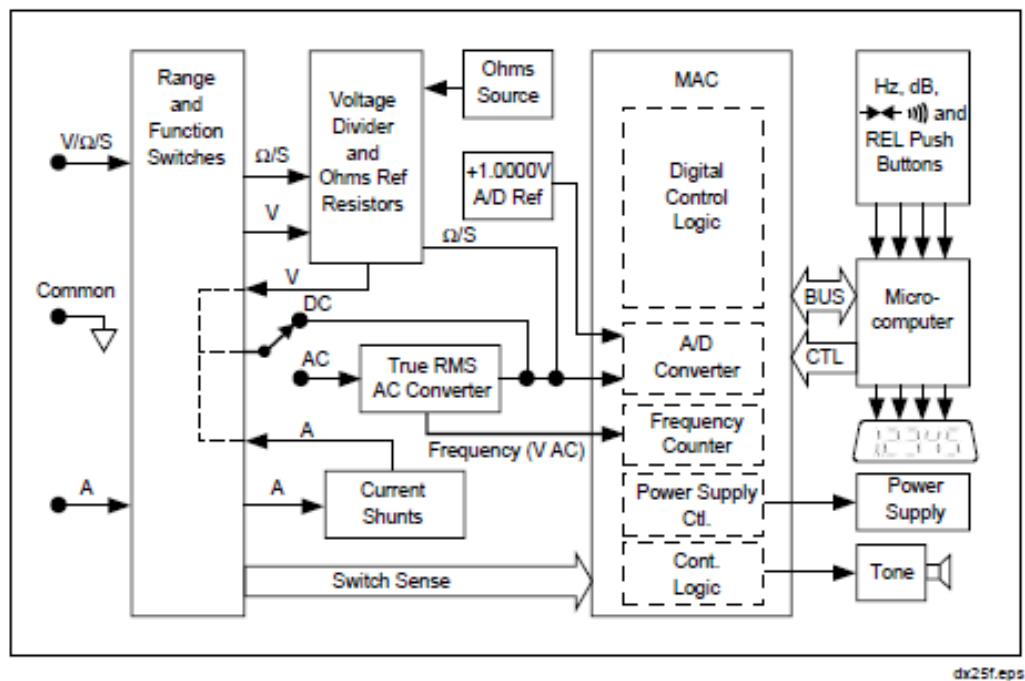 Range
and
Function
Switches
V/Ω/S
Common
A
Ω/S
V
V
DC
AC
A
A
Voltage
Divider
and
Ohms Ref
Resistors
Ohms
Source
+1.0000V
A/D Ref
Ω/S
True RMS
AC Converter
Frequency (V AC)
Current
Shunts
Switch Sense
MAC
Digital
Control
Logic
A/D
Converter
Frequency
Counter
Power Supply
Ctl.
Cont.
Logic
BUS
CTL
Hz, dB,
and
REL Push
Buttons
Micro-
computer
Power
Supply
Tone
dx25f.eps